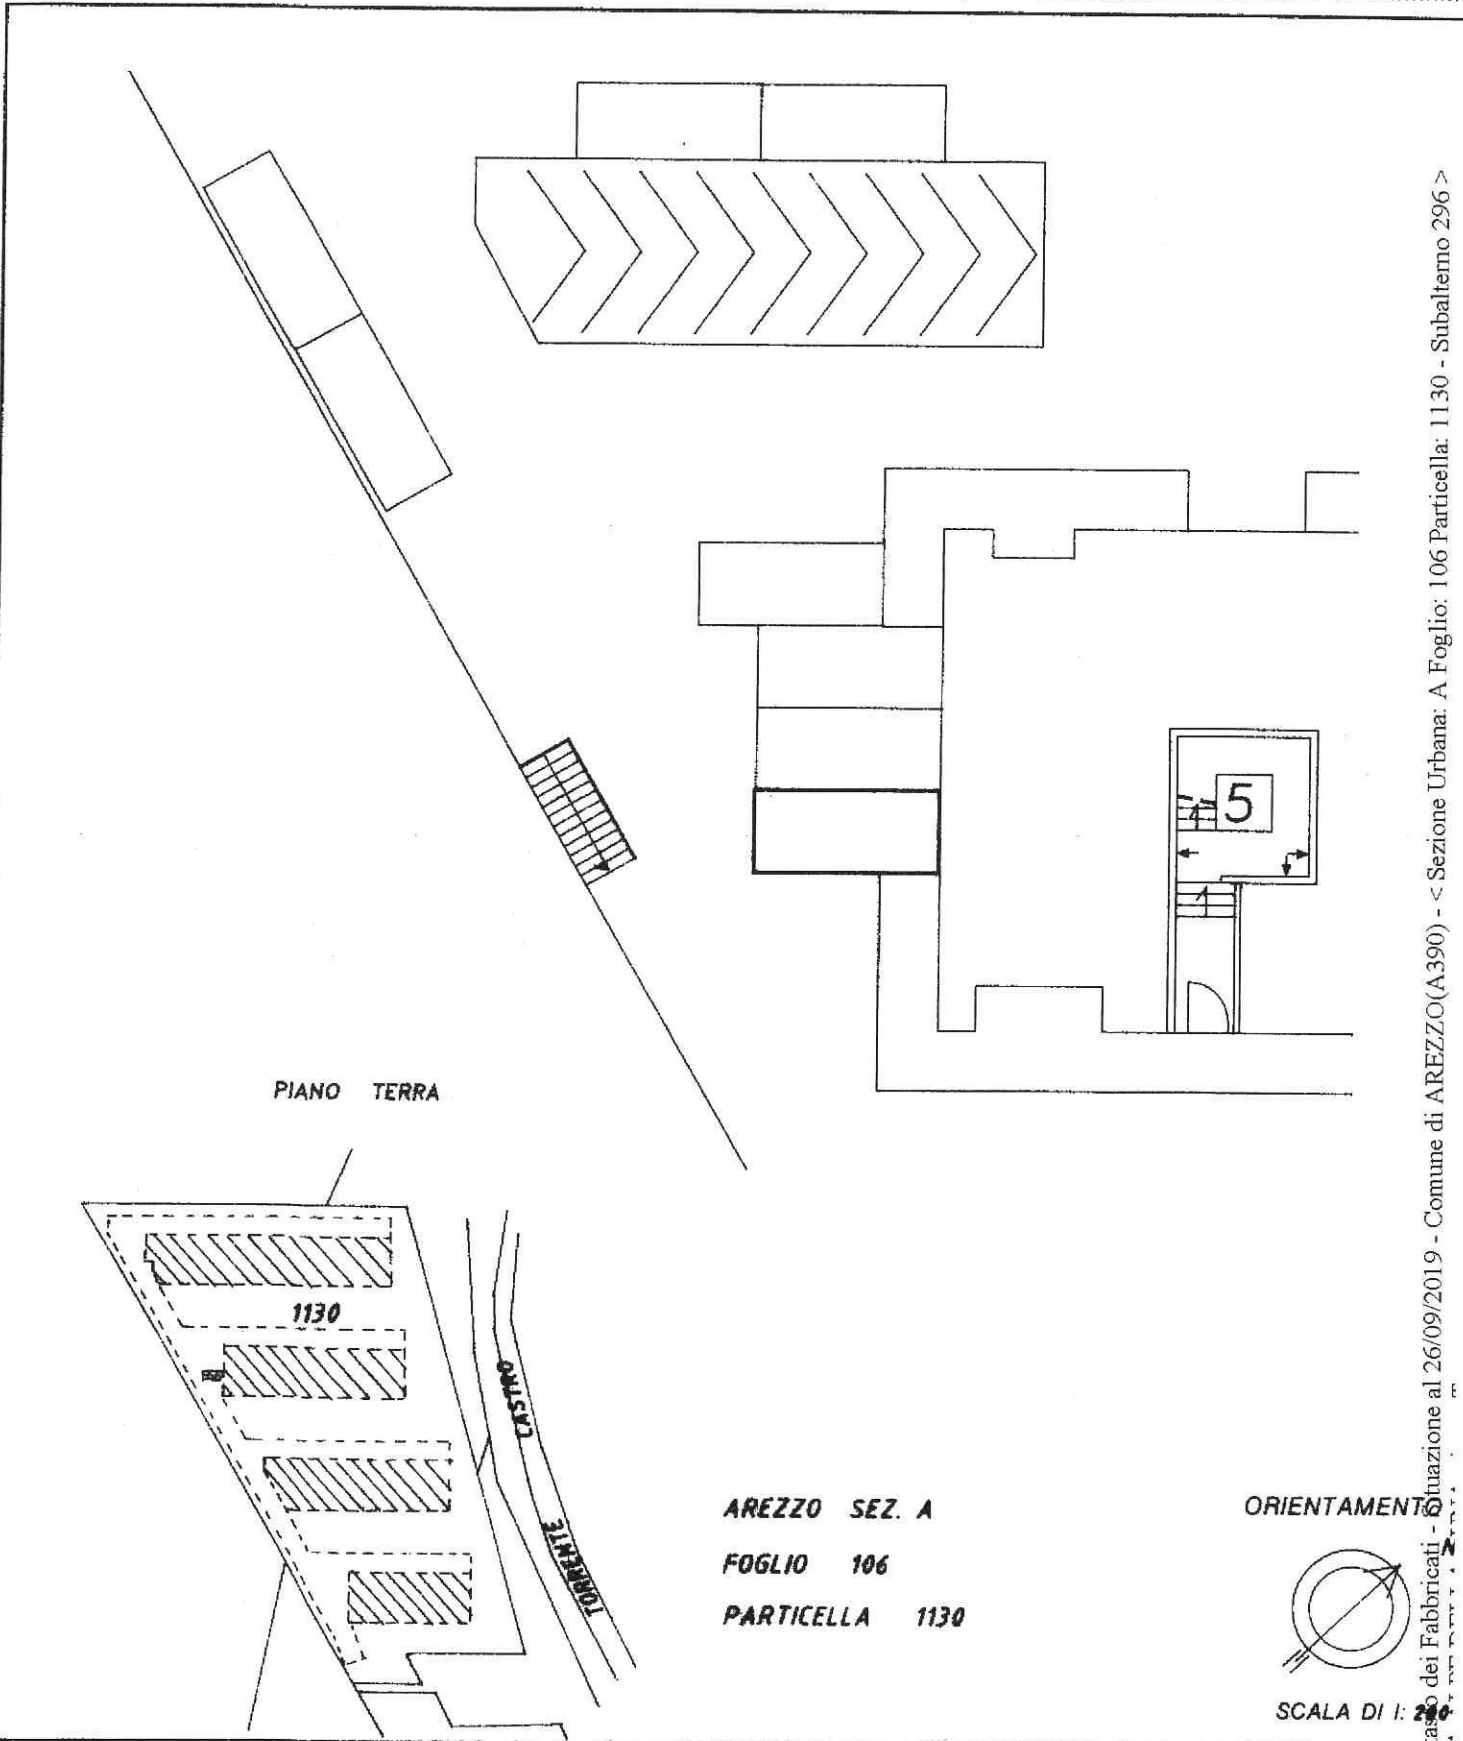 5
PIANO TERRA
1130
CASTRO
TORRENTE
AREZZO SEZ. A
FOGLIO 106
PARTICELLA 1130
ORIENTAMENTO
N
SCALA DI 1: 200
dei Fabbricati - Situazione al 26/09/2019 - Comune di AREZZO(A390) - < Sezione Urbana: A Foglio: 106 Particella: 1130 - Subalterno 296 >